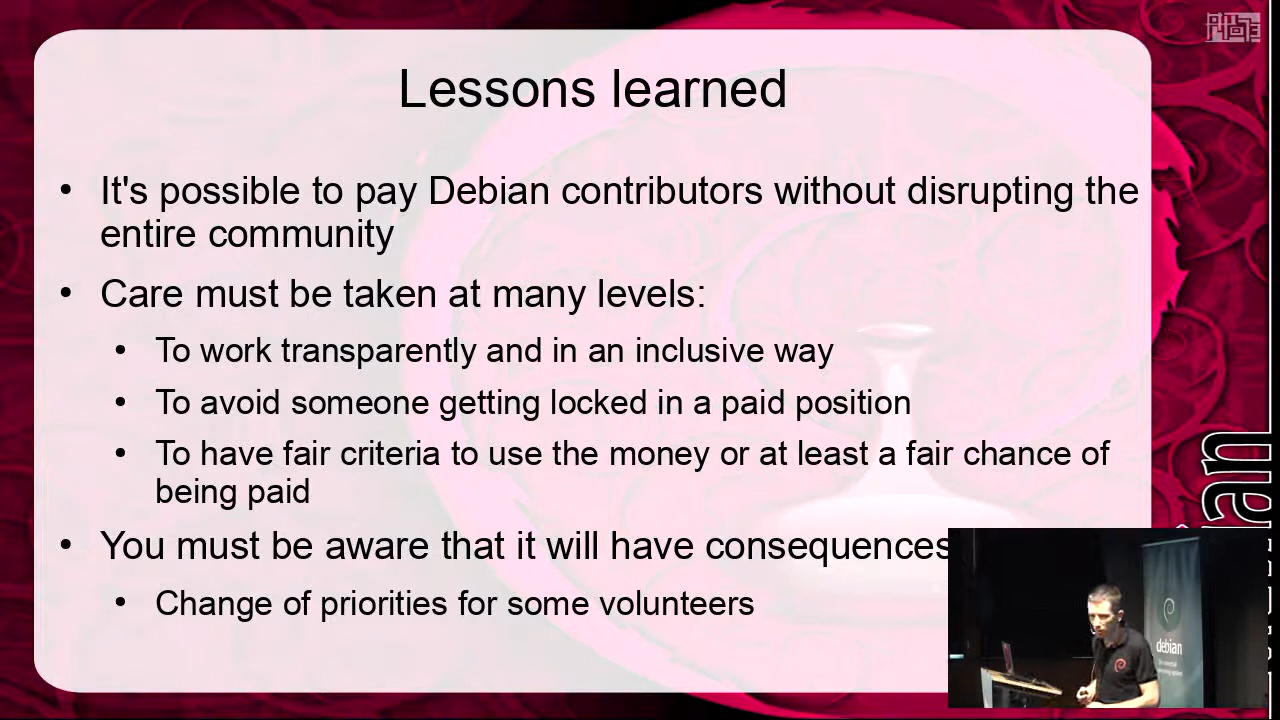 Lessons learned
• It's possible to pay Debian contributors without disrupting the
entire community
• Care must be taken at many levels:
• To work transparently and in an inclusive way
• To avoid someone getting locked in a paid position
• To have fair criteria to use the money or at least a fair chance of
being paid
• You must be aware that it will have consequences
• Change of priorities for some volunteers
debian